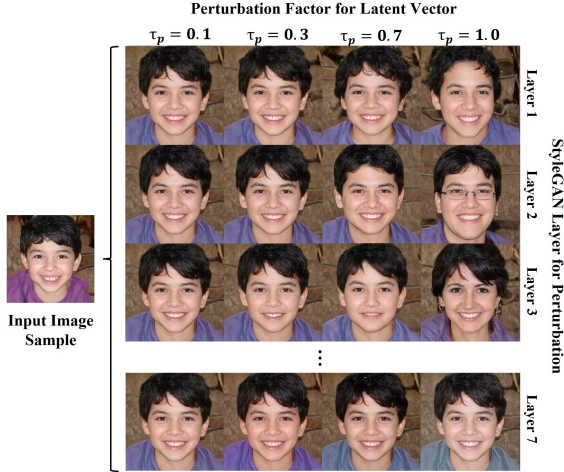 Perturbation Factor for Latent Vector
τp = 0.1 τp = 0.3 τp = 0.7 τp = 1.0
Layer 1
Layer 2
Layer 3
Layer 7
StyleGAN Layer for Perturbation
Input Image
Sample